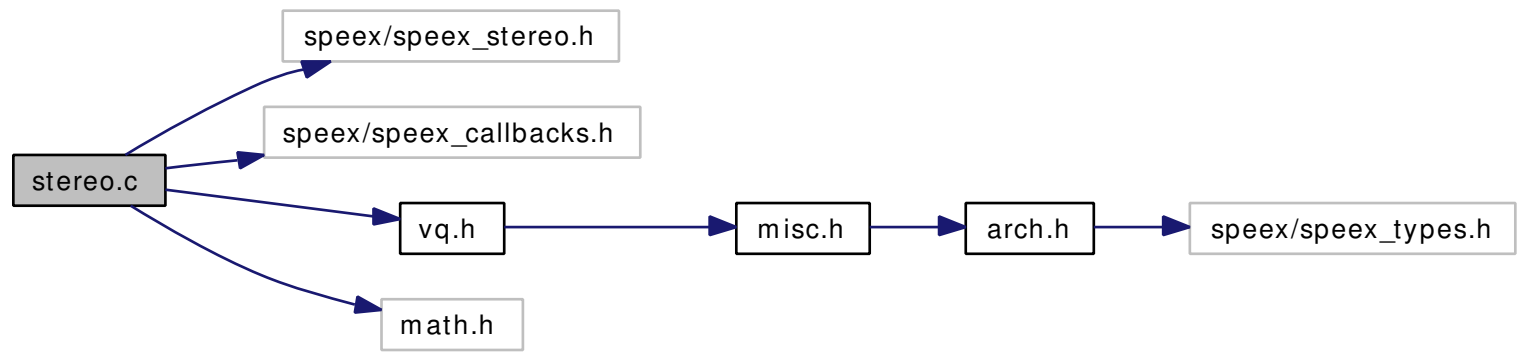 speex/speex_stereo.h
speex/speex_callbacks.h
stereo.c
vq.h
misc.h
arch.h
speex/speex_types.h
math.h